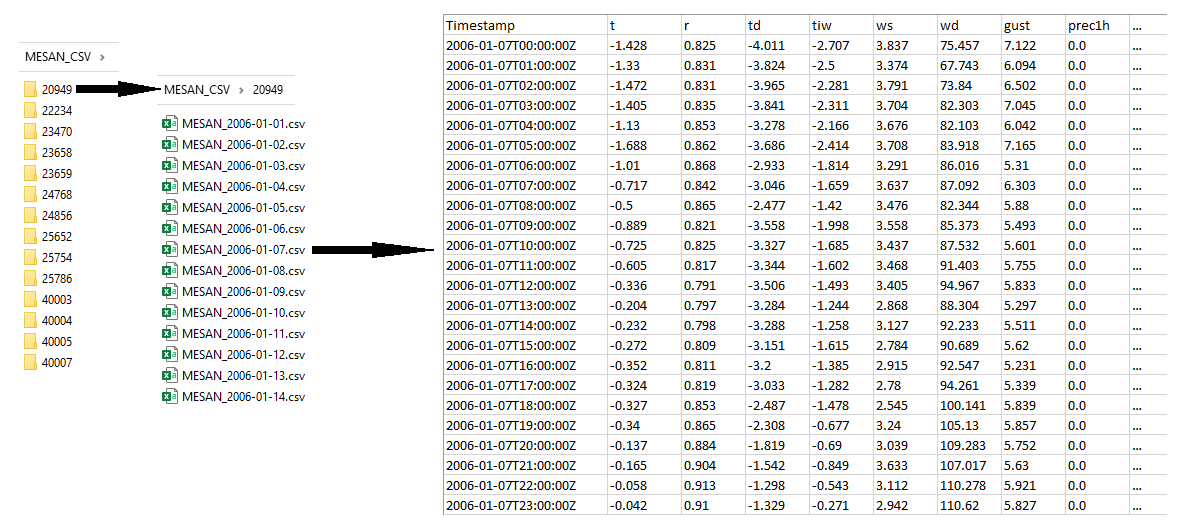 MESAN_CSV >
20949
22234
23470
23658
23659
24768
24856
25652
25754
25786
40003
40004
40005
40007
MESAN_CSV > 20949
MESAN_2006-01-01.csv
MESAN_2006-01-02.csv
MESAN_2006-01-03.csv
MESAN_2006-01-04.csv
MESAN_2006-01-05.csv
MESAN_2006-01-06.csv
MESAN_2006-01-07.csv
MESAN_2006-01-08.csv
MESAN_2006-01-09.csv
MESAN_2006-01-10.csv
MESAN_2006-01-11.csv
MESAN_2006-01-12.csv
MESAN_2006-01-13.csv
MESAN_2006-01-14.csv
Timestamp t r td tiw ws wd gust prec1h ...
2006-01-07T00:00:00Z -1.428 0.825 -4.011 -2.707 3.837 75.457 7.122 0.0 ...
2006-01-07T01:00:00Z -1.33 0.831 -3.824 -2.5 3.374 67.743 6.094 0.0 ...
2006-01-07T02:00:00Z -1.472 0.831 -3.965 -2.281 3.791 73.84 6.502 0.0 ...
2006-01-07T03:00:00Z -1.405 0.835 -3.841 -2.311 3.704 82.303 7.045 0.0 ...
2006-01-07T04:00:00Z -1.13 0.853 -3.278 -2.166 3.676 82.103 6.042 0.0 ...
2006-01-07T05:00:00Z -1.688 0.862 -3.686 -2.414 3.708 83.918 7.165 0.0 ...
2006-01-07T06:00:00Z -1.01 0.868 -2.933 -1.814 3.291 86.016 5.31 0.0 ...
2006-01-07T07:00:00Z -0.717 0.842 -3.046 -1.659 3.637 87.092 6.303 0.0 ...
2006-01-07T08:00:00Z -0.5 0.865 -2.477 -1.42 3.476 82.344 5.88 0.0 ...
2006-01-07T09:00:00Z -0.889 0.821 -3.558 -1.998 3.558 85.373 5.493 0.0 ...
2006-01-07T10:00:00Z -0.725 0.825 -3.327 -1.685 3.437 87.532 5.601 0.0 ...
2006-01-07T11:00:00Z -0.605 0.817 -3.344 -1.602 3.468 91.403 5.755 0.0 ...
2006-01-07T12:00:00Z -0.336 0.791 -3.506 -1.493 3.405 94.967 5.833 0.0 ...
2006-01-07T13:00:00Z -0.204 0.797 -3.284 -1.244 2.868 88.304 5.297 0.0 ...
2006-01-07T14:00:00Z -0.232 0.798 -3.288 -1.258 3.127 92.233 5.511 0.0 ...
2006-01-07T15:00:00Z -0.272 0.809 -3.151 -1.615 2.784 90.689 5.62 0.0 ...
2006-01-07T16:00:00Z -0.352 0.811 -3.2 -1.385 2.915 92.547 5.231 0.0 ...
2006-01-07T17:00:00Z -0.324 0.819 -3.033 -1.282 2.78 94.261 5.339 0.0 ...
2006-01-07T18:00:00Z -0.327 0.853 -2.487 -1.478 2.545 100.141 5.839 0.0 ...
2006-01-07T19:00:00Z -0.34 0.865 -2.308 -0.677 3.24 105.13 5.857 0.0 ...
2006-01-07T20:00:00Z -0.137 0.884 -1.819 -0.69 3.039 109.283 5.752 0.0 ...
2006-01-07T21:00:00Z -0.165 0.904 -1.542 -0.849 3.633 107.017 5.63 0.0 ...
2006-01-07T22:00:00Z -0.058 0.913 -1.298 -0.543 3.112 110.278 5.921 0.0 ...
2006-01-07T23:00:00Z -0.042 0.91 -1.329 -0.271 2.942 110.62 5.827 0.0 ...